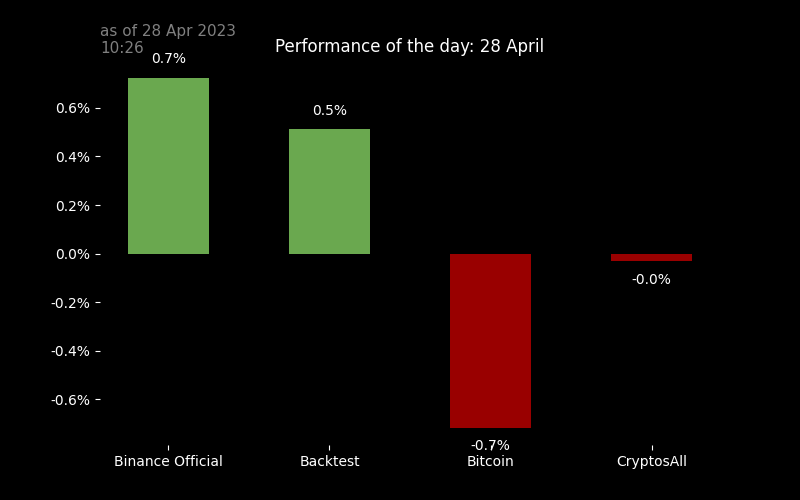 as of 28 Apr 2023
10:26
Performance of the day: 28 April
0.7%
0.5%
0.6%
0.4%
0.2%
0.0%
-0.2%
-0.4%
-0.6%
-0.0%
-0.7%
Binance Official
Backtest
Bitcoin
CryptosAll